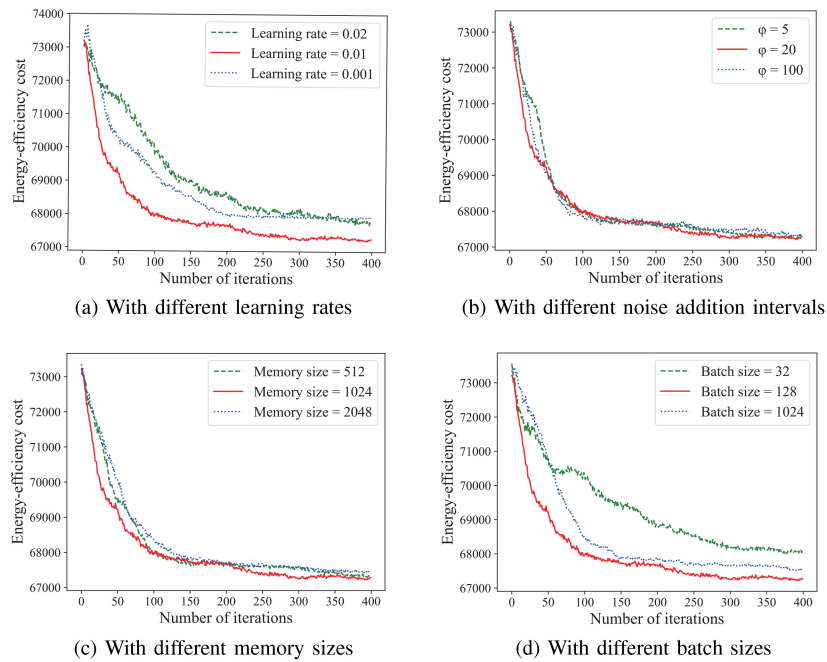 74000
73000
72000
71000
70000
69000
68000
67000
Energy-efficiency cost
Learning rate = 0.02
Learning rate = 0.01
Learning rate = 0.001
0 50 100 150 200 250 300 350 400
Number of iterations
(a) With different learning rates
73000
72000
71000
70000
69000
68000
67000
Energy-efficiency cost
φ = 5
φ = 20
φ = 100
0 50 100 150 200 250 300 350 400
Number of iterations
(b) With different noise addition intervals
73000
72000
71000
70000
69000
68000
67000
Energy-efficiency cost
Memory size = 512
Memory size = 1024
Memory size = 2048
0 50 100 150 200 250 300 350 400
Number of iterations
(c) With different memory sizes
73000
72000
71000
70000
69000
68000
67000
Energy-efficiency cost
Batch size = 32
Batch size = 128
Batch size = 1024
0 50 100 150 200 250 300 350 400
Number of iterations
(d) With different batch sizes